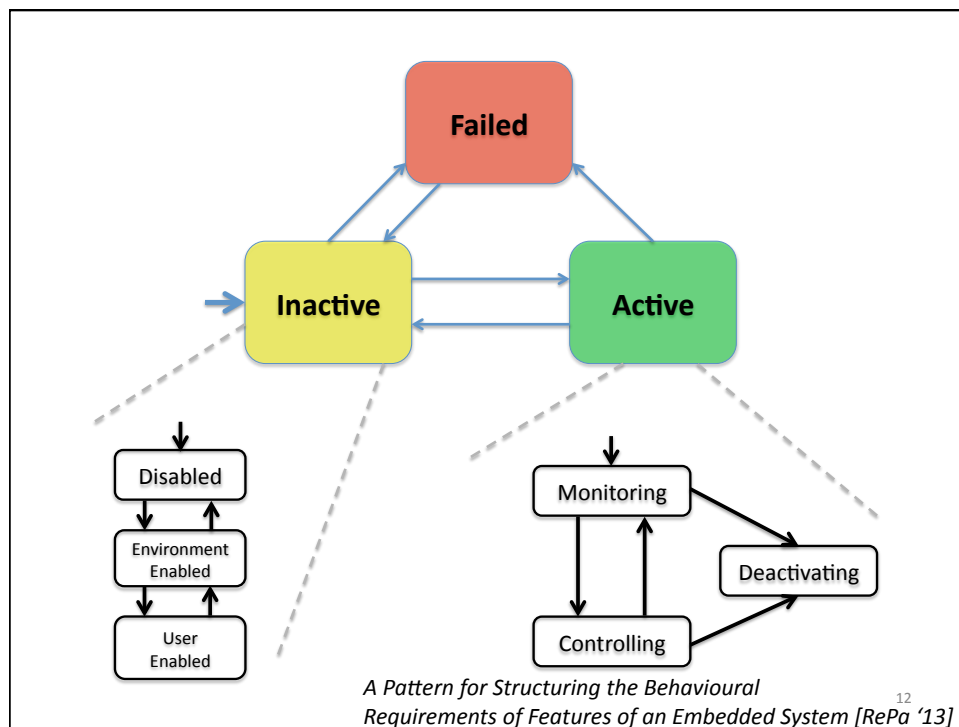 Failed
Inactive
Active
Disabled
Environment
Enabled
User
Enabled
Monitoring
Deactivating
Controlling
A Pattern for Structuring the Behavioural
Requirements of Features of an Embedded System [RePa ‘13]
12